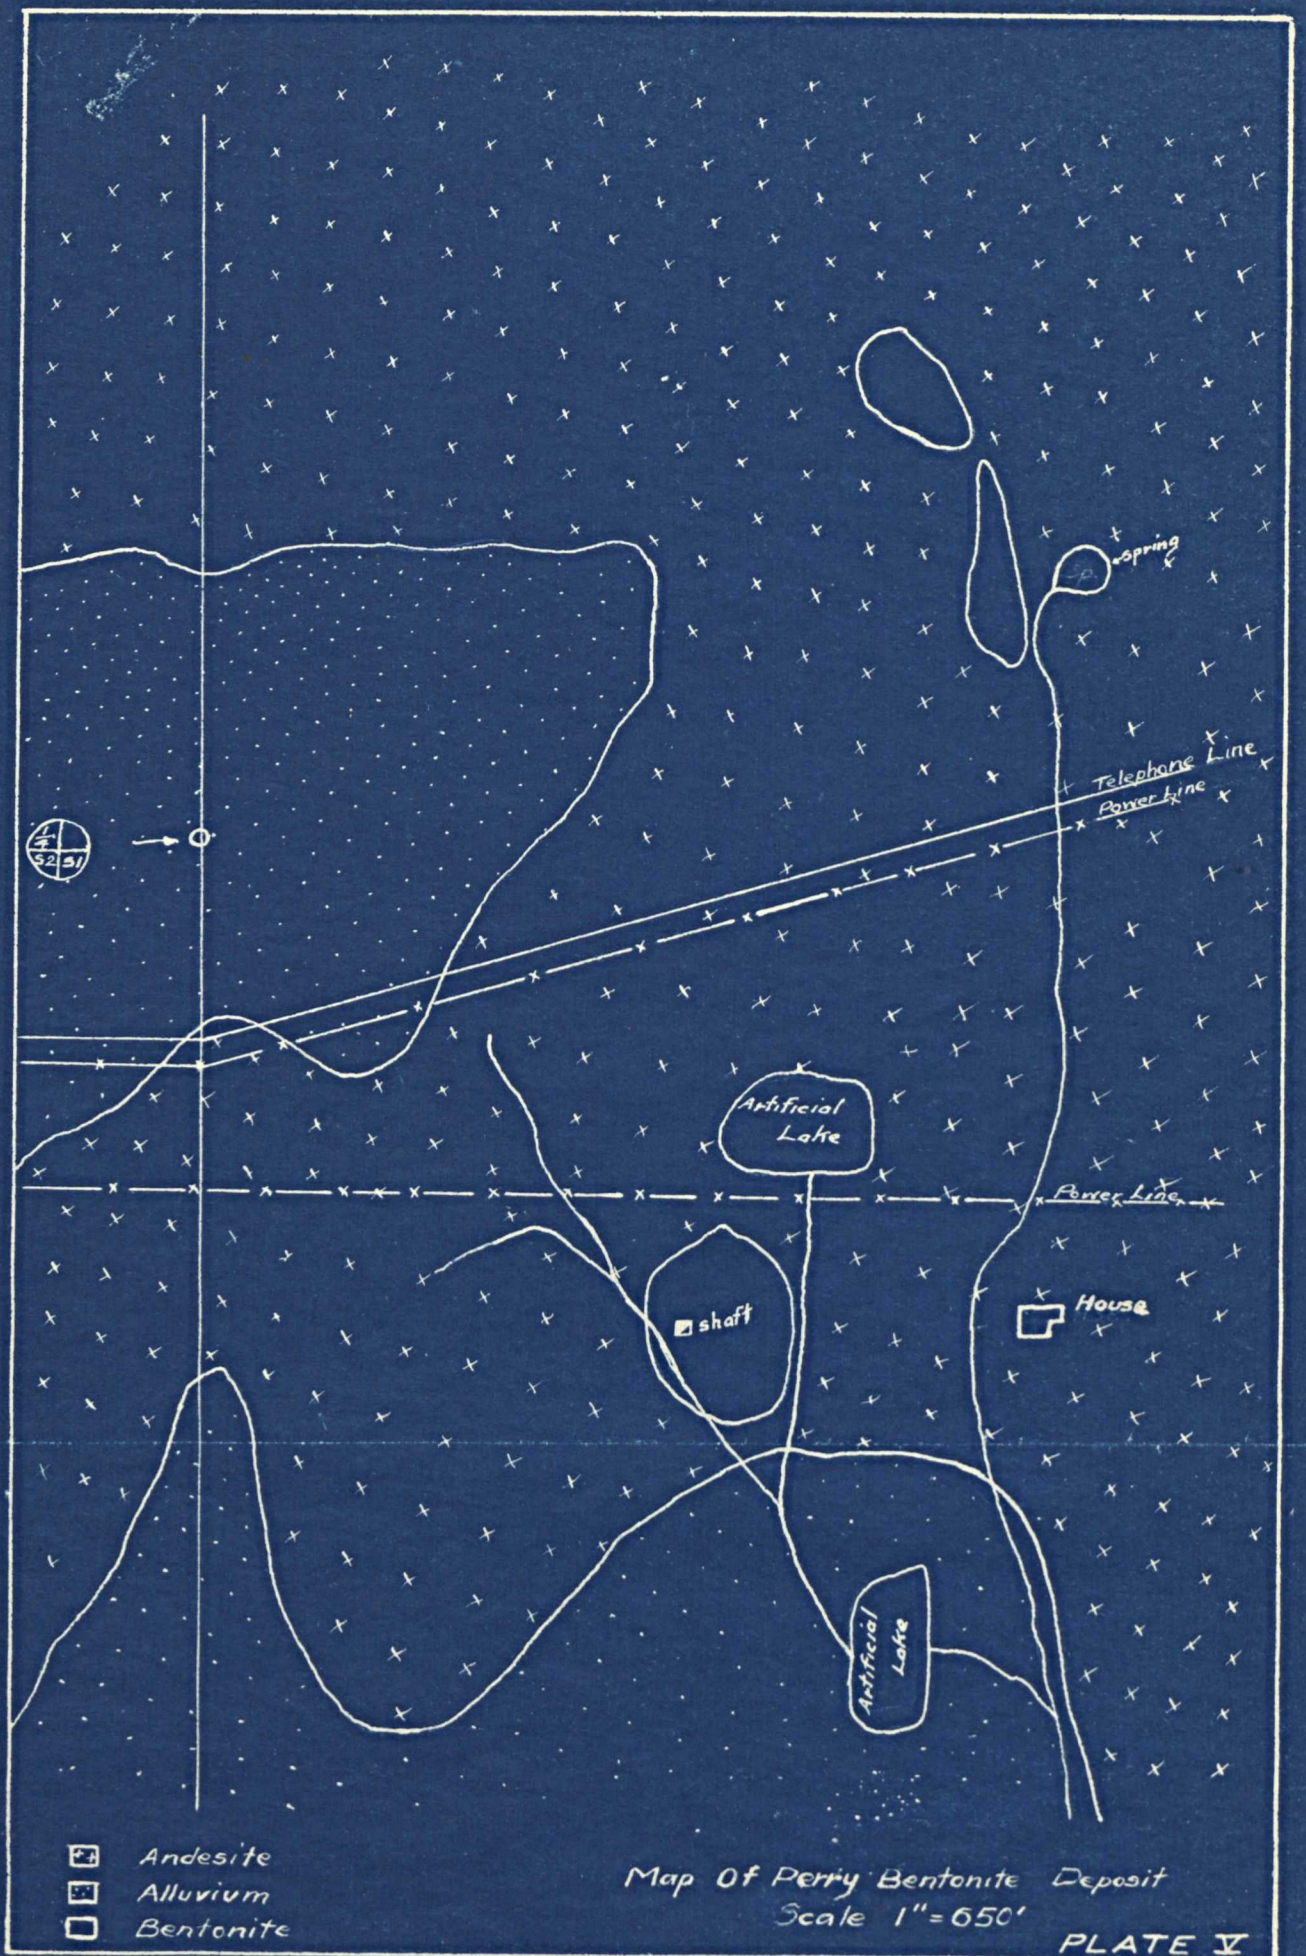 spring
Telephone Line
Power Line
1/4
S2 S1
Artificial
Lake
Power Line
House
shaft
Artificial
Lake
Andesite
Alluvium
Bentonite
Map Of Perry Bentonite Deposit
Scale 1"=650'
PLATE V